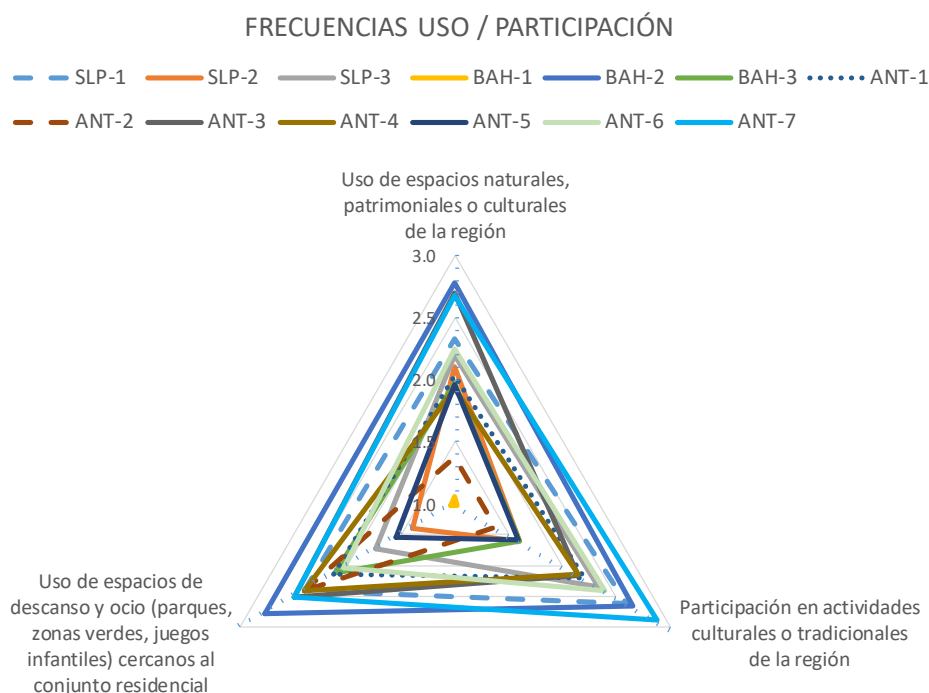 FRECUENCIAS USO / PARTICIPACIÓN
SLP-1 SLP-2 SLP-3 BAH-1 BAH-2 BAH-3 ANT-1
ANT-2 ANT-3 ANT-4 ANT-5 ANT-6 ANT-7
Uso de espacios naturales,
patrimoniales o culturales
de la región
3.0
2.5
2.0
1.5
1.0
Uso de espacios de
descanso y ocio (parques,
zonas verdes, juegos
infantiles) cercanos al
conjunto residencial
Participación en actividades
culturales o tradicionales
de la región